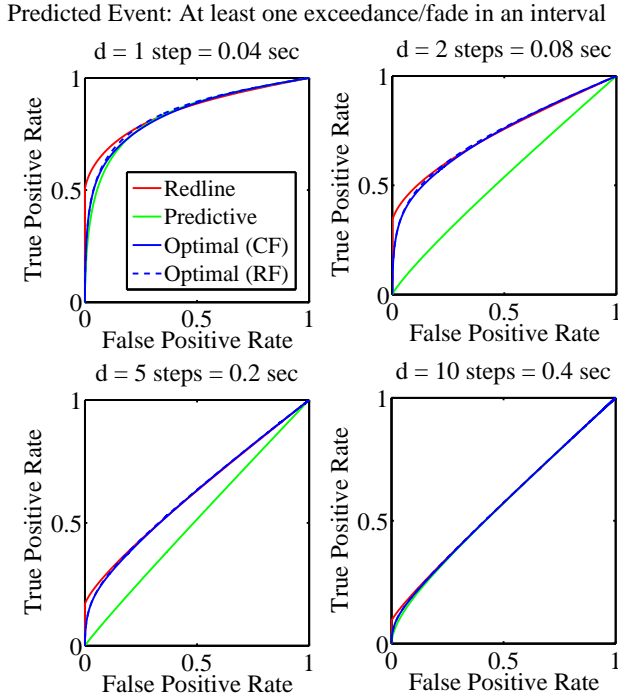 Predicted Event: At least one exceedance/fade in an interval
d = 1 step = 0.04 sec
1
0.5
0
0
0.5
1
True Positive Rate
False Positive Rate
Redline
Predictive
Optimal (CF)
Optimal (RF)
d = 2 steps = 0.08 sec
1
0.5
0
0
0.5
1
True Positive Rate
False Positive Rate
d = 5 steps = 0.2 sec
1
0.5
0
0
0.5
1
True Positive Rate
False Positive Rate
d = 10 steps = 0.4 sec
1
0.5
0
0
0.5
1
True Positive Rate
False Positive Rate